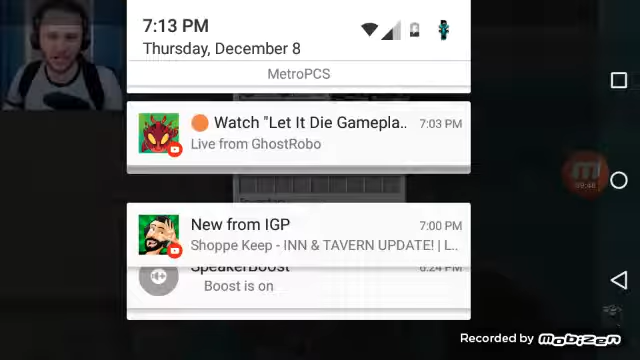 7:13 PM
Thursday, December 8
MetroPCS
Watch "Let It Die Gamepla..
7:03 PM
Live from GhostRobo
New from IGP
7:00 PM
Shoppe Keep - INN & TAVERN UPDATE! | L..
SpeakerBoost
6:24 PM
Boost is on
09:48
Recorded by Mobizen